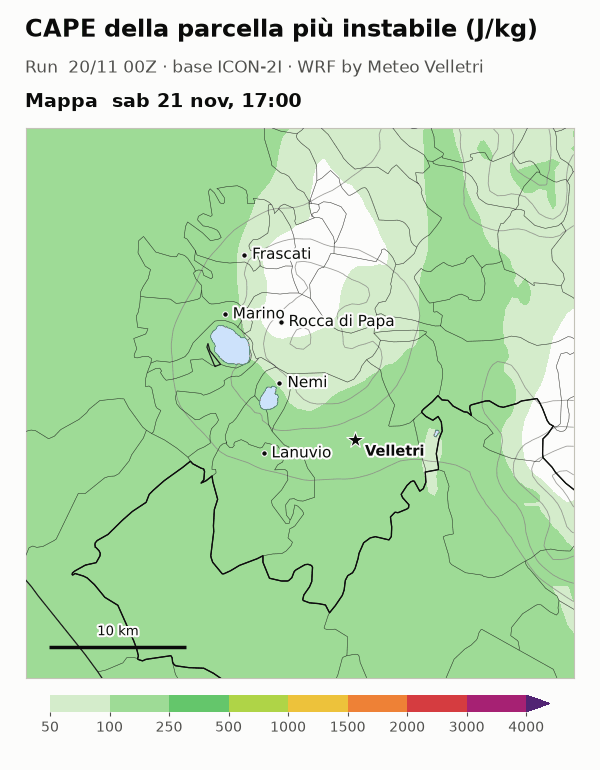 CAPE della parcella più instabile (J/kg)
Run  20/11 00Z · base ICON-2I · WRF by Meteo Velletri
Mappa  sab 21 nov, 17:00
Frascati
Marino
Rocca di Papa
Nemi
Velletri
Lanuvio
10 km
50 100 250 500 1000 1500 2000 3000 4000